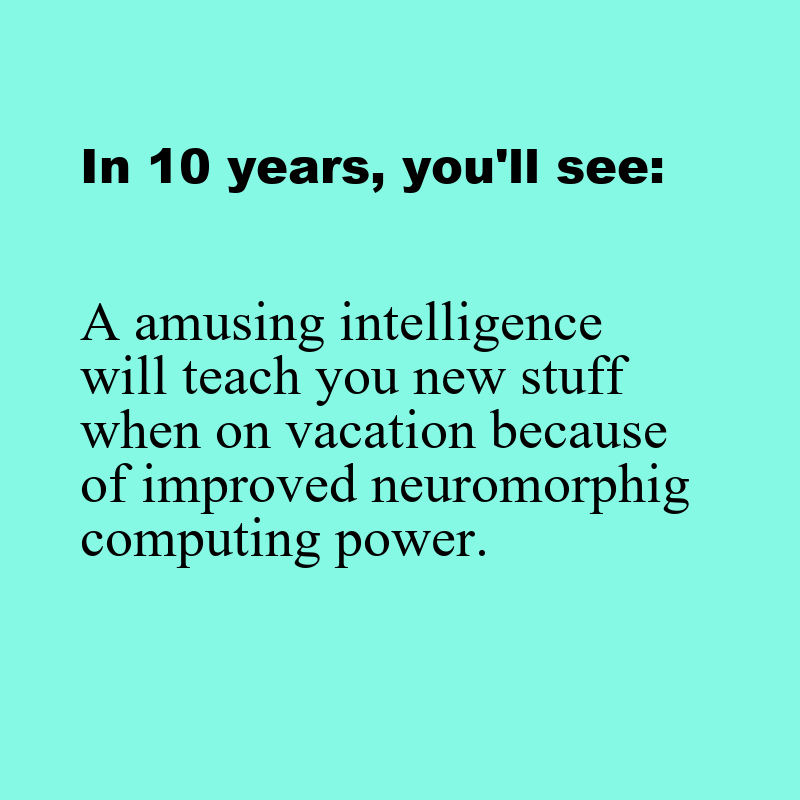 In 10 years, you'll see:
A amusing intelligence
will teach you new stuff
when on vacation because
of improved neuromorphig
computing power.